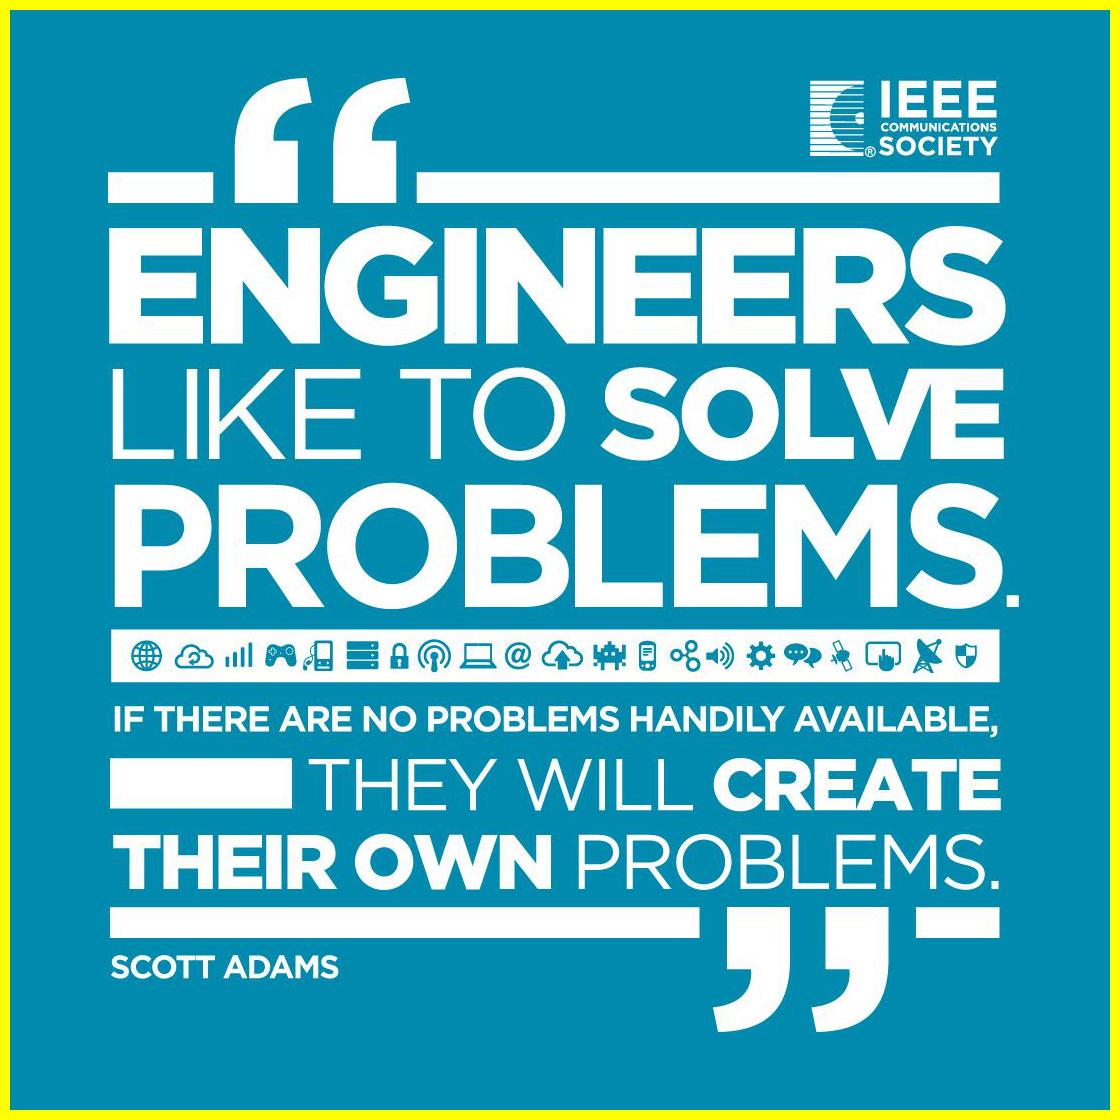 IEEE
COMMUNICATIONS
® SOCIETY
“
ENGINEERS
LIKE TO SOLVE
PROBLEMS.
@
IF THERE ARE NO PROBLEMS HANDILY AVAILABLE,
THEY WILL CREATE
THEIR OWN PROBLEMS.
”
SCOTT ADAMS